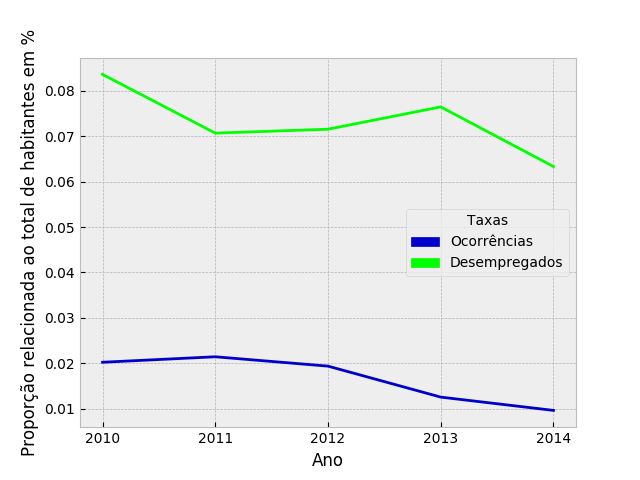 Proporção relacionada ao total de habitantes em %
0.08
0.07
0.06
0.05
0.04
0.03
0.02
0.01
Taxas
Ocorrências
Desempregados
2010 2011 2012 2013 2014
Ano